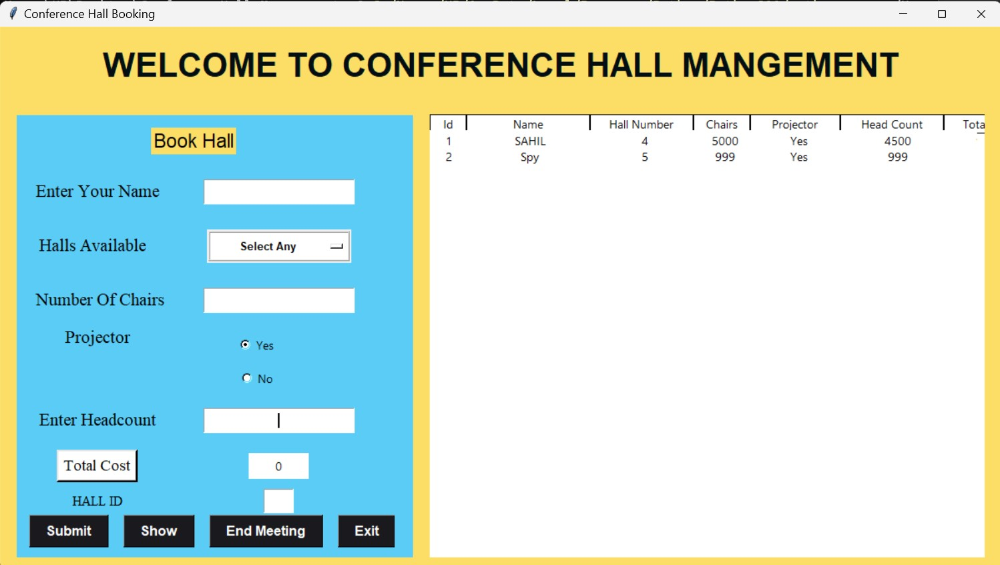 Conference Hall Booking
WELCOME TO CONFERENCE HALL MANGEMENT
Book Hall
Enter Your Name
Halls Available
Select Any
Number Of Chairs
Projector
Yes
No
Enter Headcount
Total Cost
0
HALL ID
Submit Show End Meeting Exit
Id Name Hall Number Chairs Projector Head Count Tota
1 SAHIL 4 5000 Yes 4500
2 Spy 5 999 Yes 999